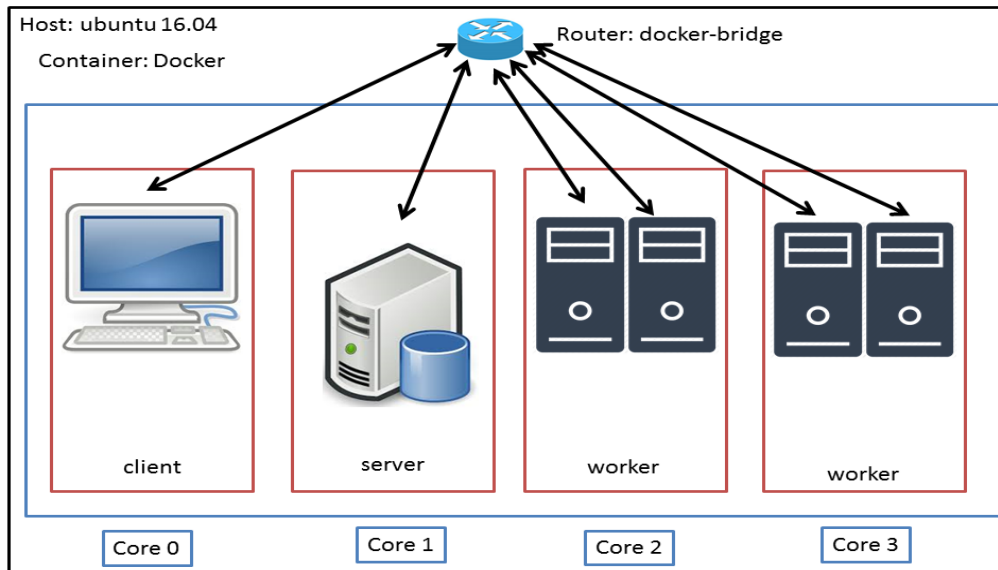 Host: ubuntu 16.04
Router: docker-bridge
Container: Docker
client
server
worker
worker
Core 0
Core 1
Core 2
Core 3